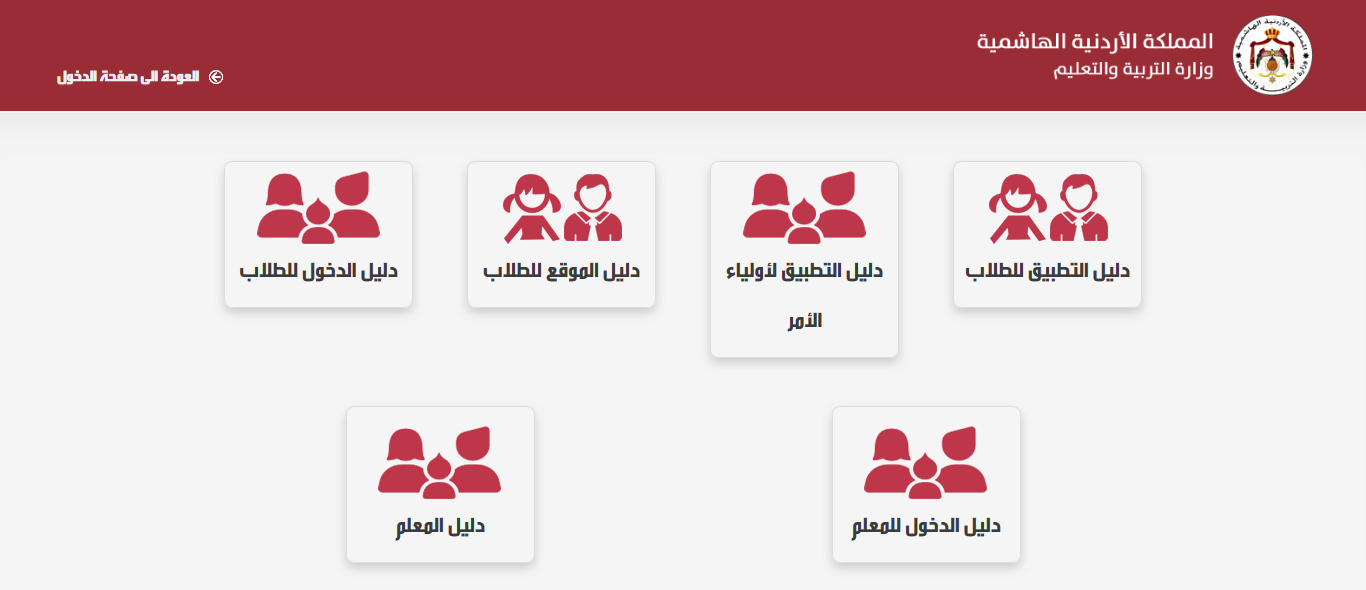 المملكة الأردنية الهاشمية
وزارة التربية والتعليم
العودة الى صفحة الدخول
دليل التطبيق للطلاب
دليل التطبيق لأولياء
الأمر
دليل الموقع للطلاب
دليل الدخول للطلاب
دليل الدخول للمعلم
دليل المعلم